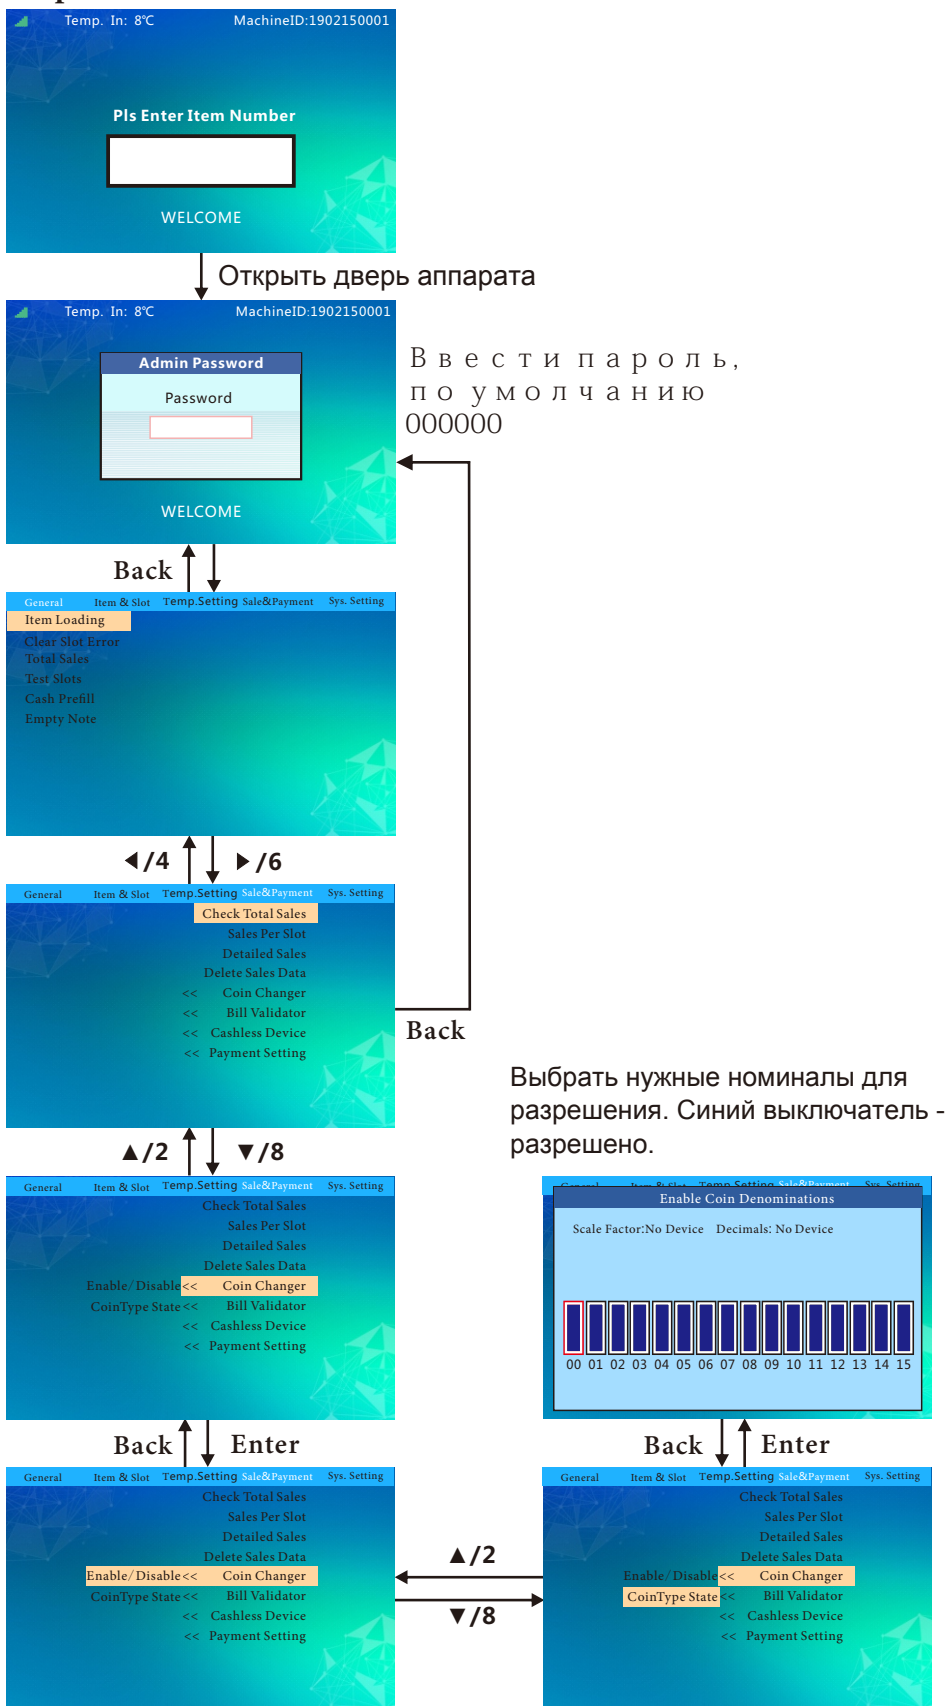 Temp. In: 8℃ MachineID:1902150001
Pls Enter Item Number
WELCOME
Открыть дверь аппарата
Temp. In: 8℃ MachineID:1902150001
Admin Password
Password
WELCOME
Ввести пароль,
по умолчанию
000000
Back
General Item & Slot Temp.Setting Sale&Payment Sys. Setting
Item Loading
Clear Slot Error
Total Sales
Test Slots
Cash Prefill
Empty Note
◀/4 ▶/6
General Item & Slot Temp.Setting Sale&Payment Sys. Setting
Check Total Sales
Sales Per Slot
Detailed Sales
Delete Sales Data
<< Coin Changer
<< Bill Validator
<< Cashless Device
<< Payment Setting
Back
▲/2 ▼/8
General Item & Slot Temp.Setting Sale&Payment Sys. Setting
Check Total Sales
Sales Per Slot
Detailed Sales
Delete Sales Data
Enable/Disable<< Coin Changer
CoinType State<< Bill Validator
<< Cashless Device
<< Payment Setting
Back Enter
General Item & Slot Temp.Setting Sale&Payment Sys. Setting
Check Total Sales
Sales Per Slot
Detailed Sales
Delete Sales Data
Enable/Disable<< Coin Changer
CoinType State<< Bill Validator
<< Cashless Device
<< Payment Setting
▲/2
▼/8
Выбрать нужные номиналы для
разрешения. Синий выключатель -
разрешено.
General Item & Slot Temp.Setting Sale&Payment Sys. Setting
Enable Coin Denominations
Scale Factor:No Device Decimals: No Device
00 01 02 03 04 05 06 07 08 09 10 11 12 13 14 15
Back Enter
General Item & Slot Temp.Setting Sale&Payment Sys. Setting
Check Total Sales
Sales Per Slot
Detailed Sales
Delete Sales Data
Enable/Disable<< Coin Changer
CoinType State<< Bill Validator
<< Cashless Device
<< Payment Setting